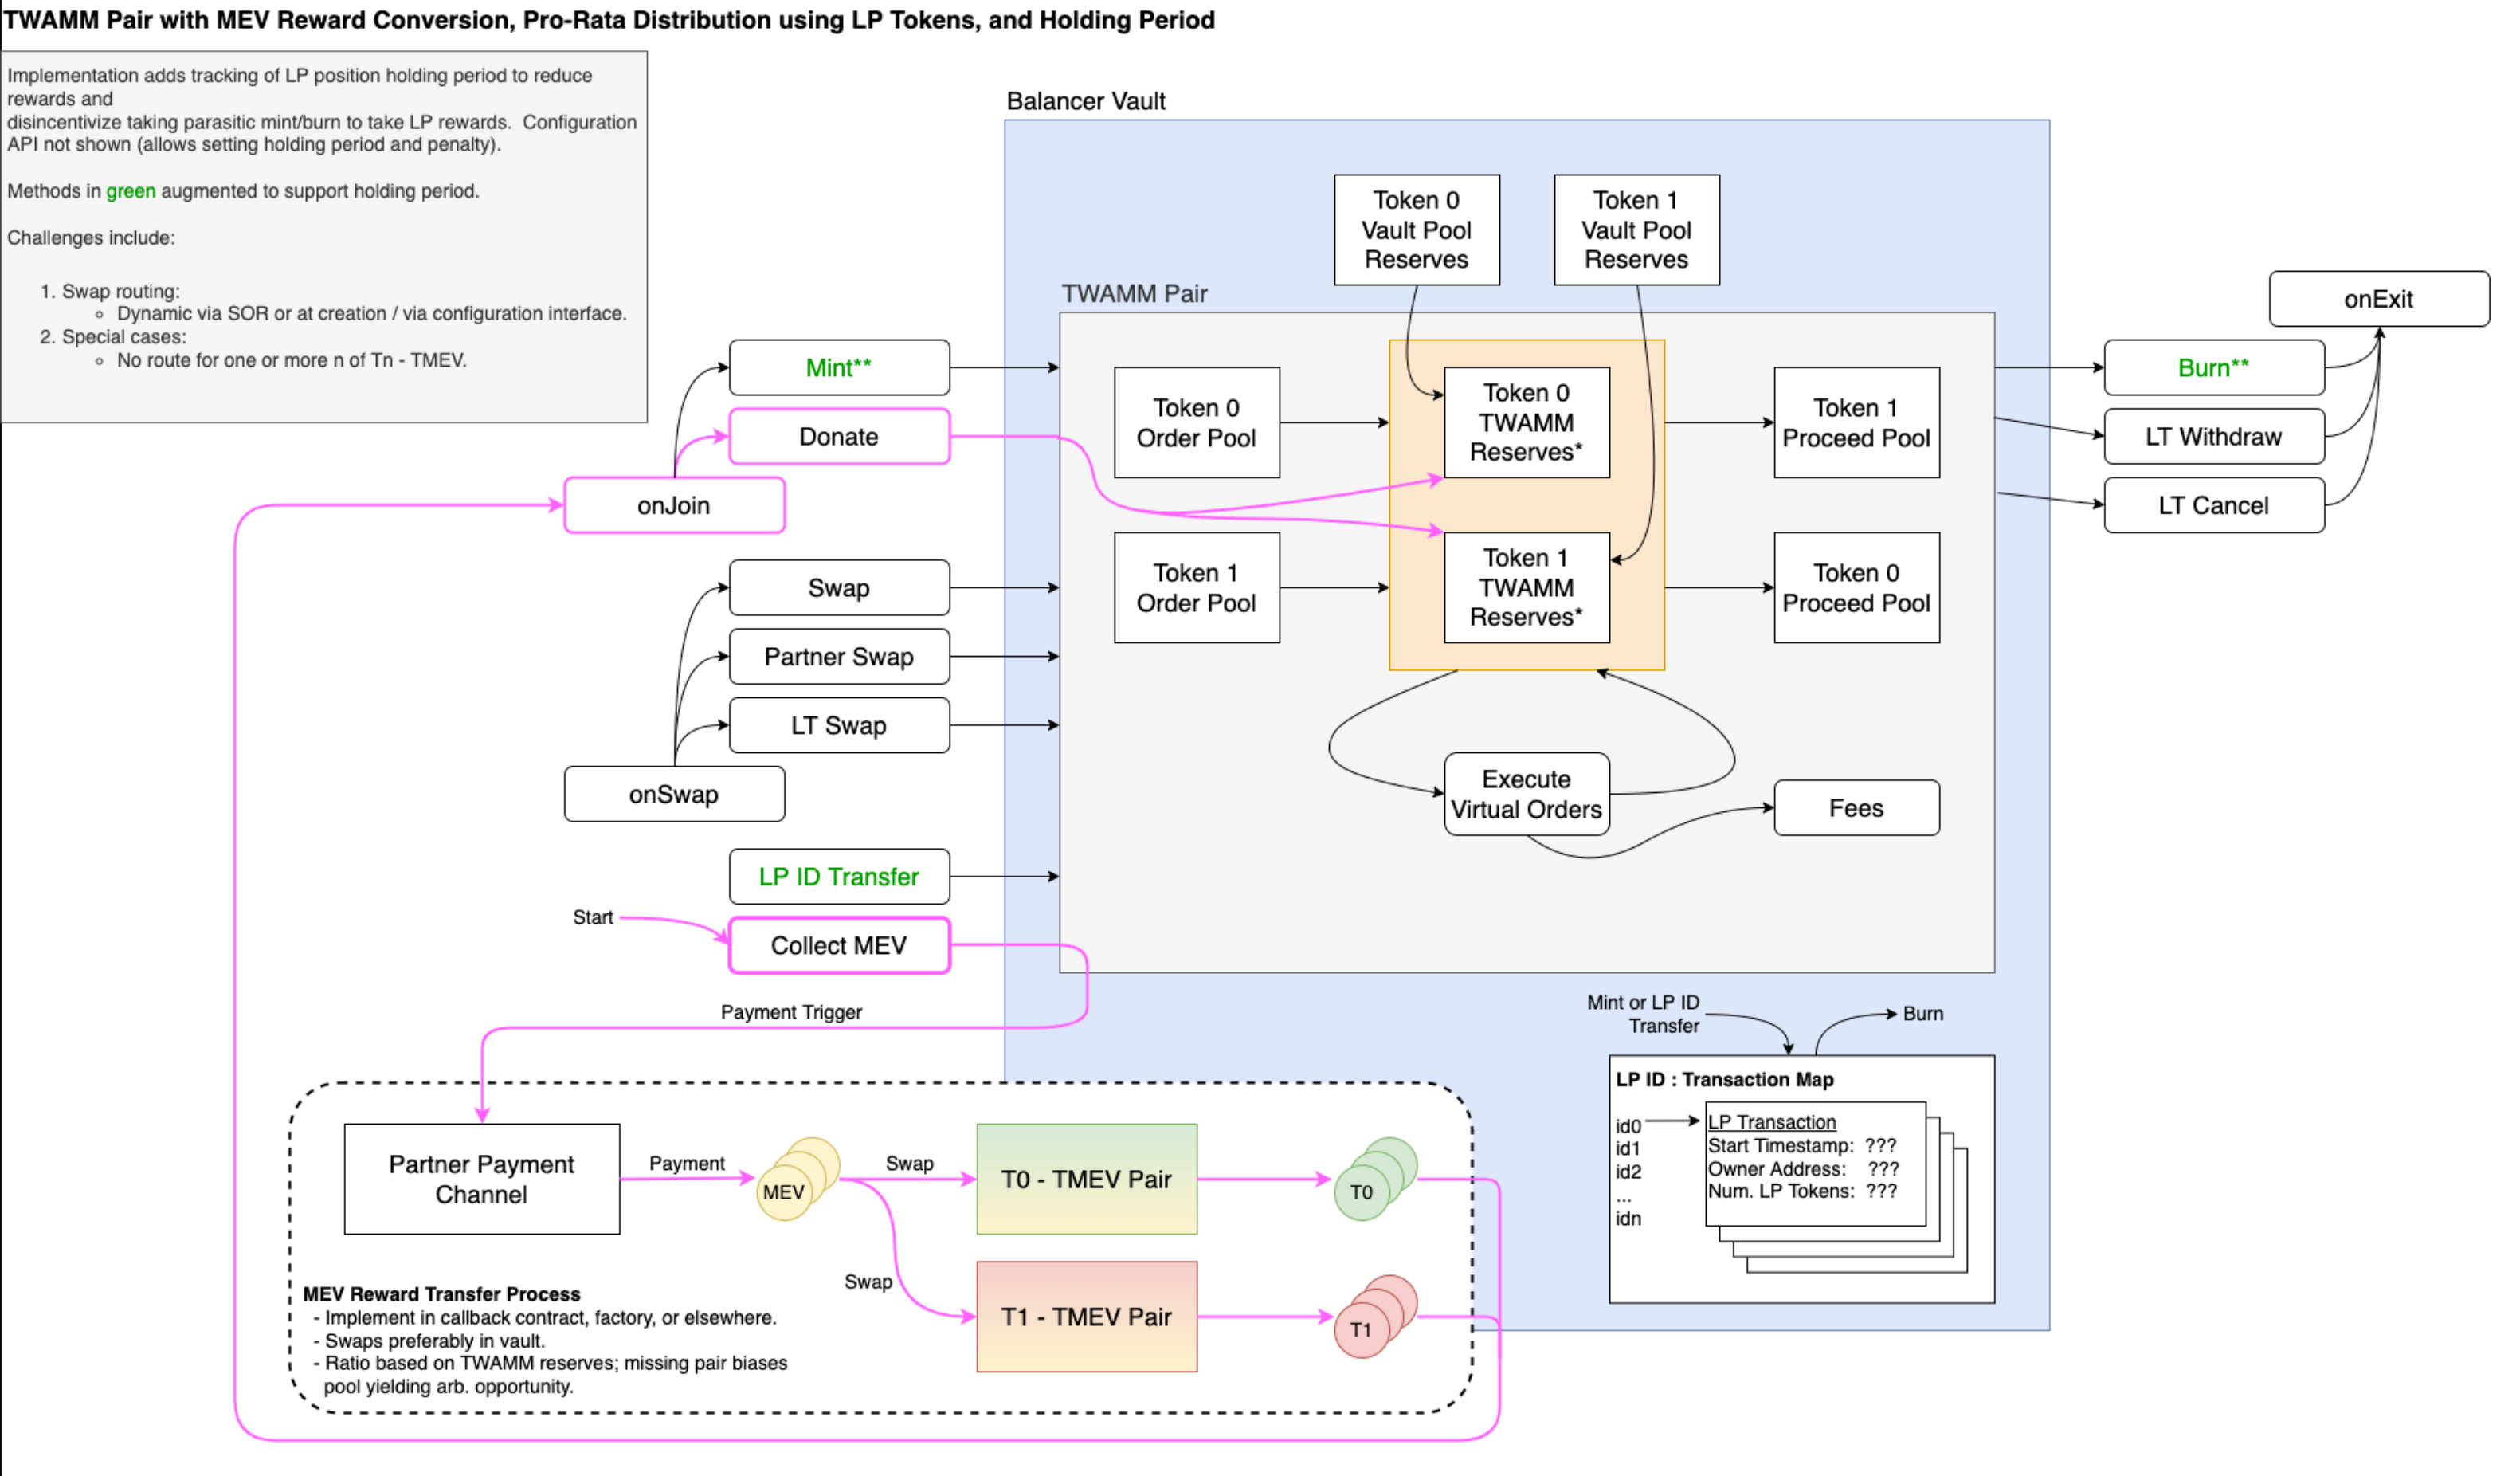 TWAMM Pair with MEV Reward Conversion, Pro-Rata Distribution using LP Tokens, and Holding Period
Implementation adds tracking of LP position holding period to reduce
rewards and
disincentivize taking parasitic mint/burn to take LP rewards.  Configuration
API not shown (allows setting holding period and penalty).
Methods in green augmented to support holding period.
Challenges include:
1. Swap routing:
Dynamic via SOR or at creation / via configuration interface.
2. Special cases:
No route for one or more n of Tn - TMEV.
Balancer Vault
Token 0
Vault Pool
Reserves
Token 1
Vault Pool
Reserves
TWAMM Pair
onExit
Mint**
Donate
onJoin
Token 0
Order Pool
Token 0
TWAMM
Reserves*
Token 1
Proceed Pool
Burn**
LT Withdraw
LT Cancel
Token 1
Order Pool
Token 1
TWAMM
Reserves*
Token 0
Proceed Pool
Swap
Partner Swap
LT Swap
onSwap
Execute
Virtual Orders
Fees
LP ID Transfer
Start
Collect MEV
Payment Trigger
Mint or LP ID
Transfer
Burn
LP ID : Transaction Map
id0
id1
id2
...
idn
LP Transaction
Start Timestamp:  ???
Owner Address:    ???
Num. LP Tokens:  ???
Partner Payment
Channel
Payment
MEV
Swap
T0 - TMEV Pair
T0
Swap
T1 - TMEV Pair
T1
MEV Reward Transfer Process
- Implement in callback contract, factory, or elsewhere.
- Swaps preferably in vault.
- Ratio based on TWAMM reserves; missing pair biases
pool yielding arb. opportunity.